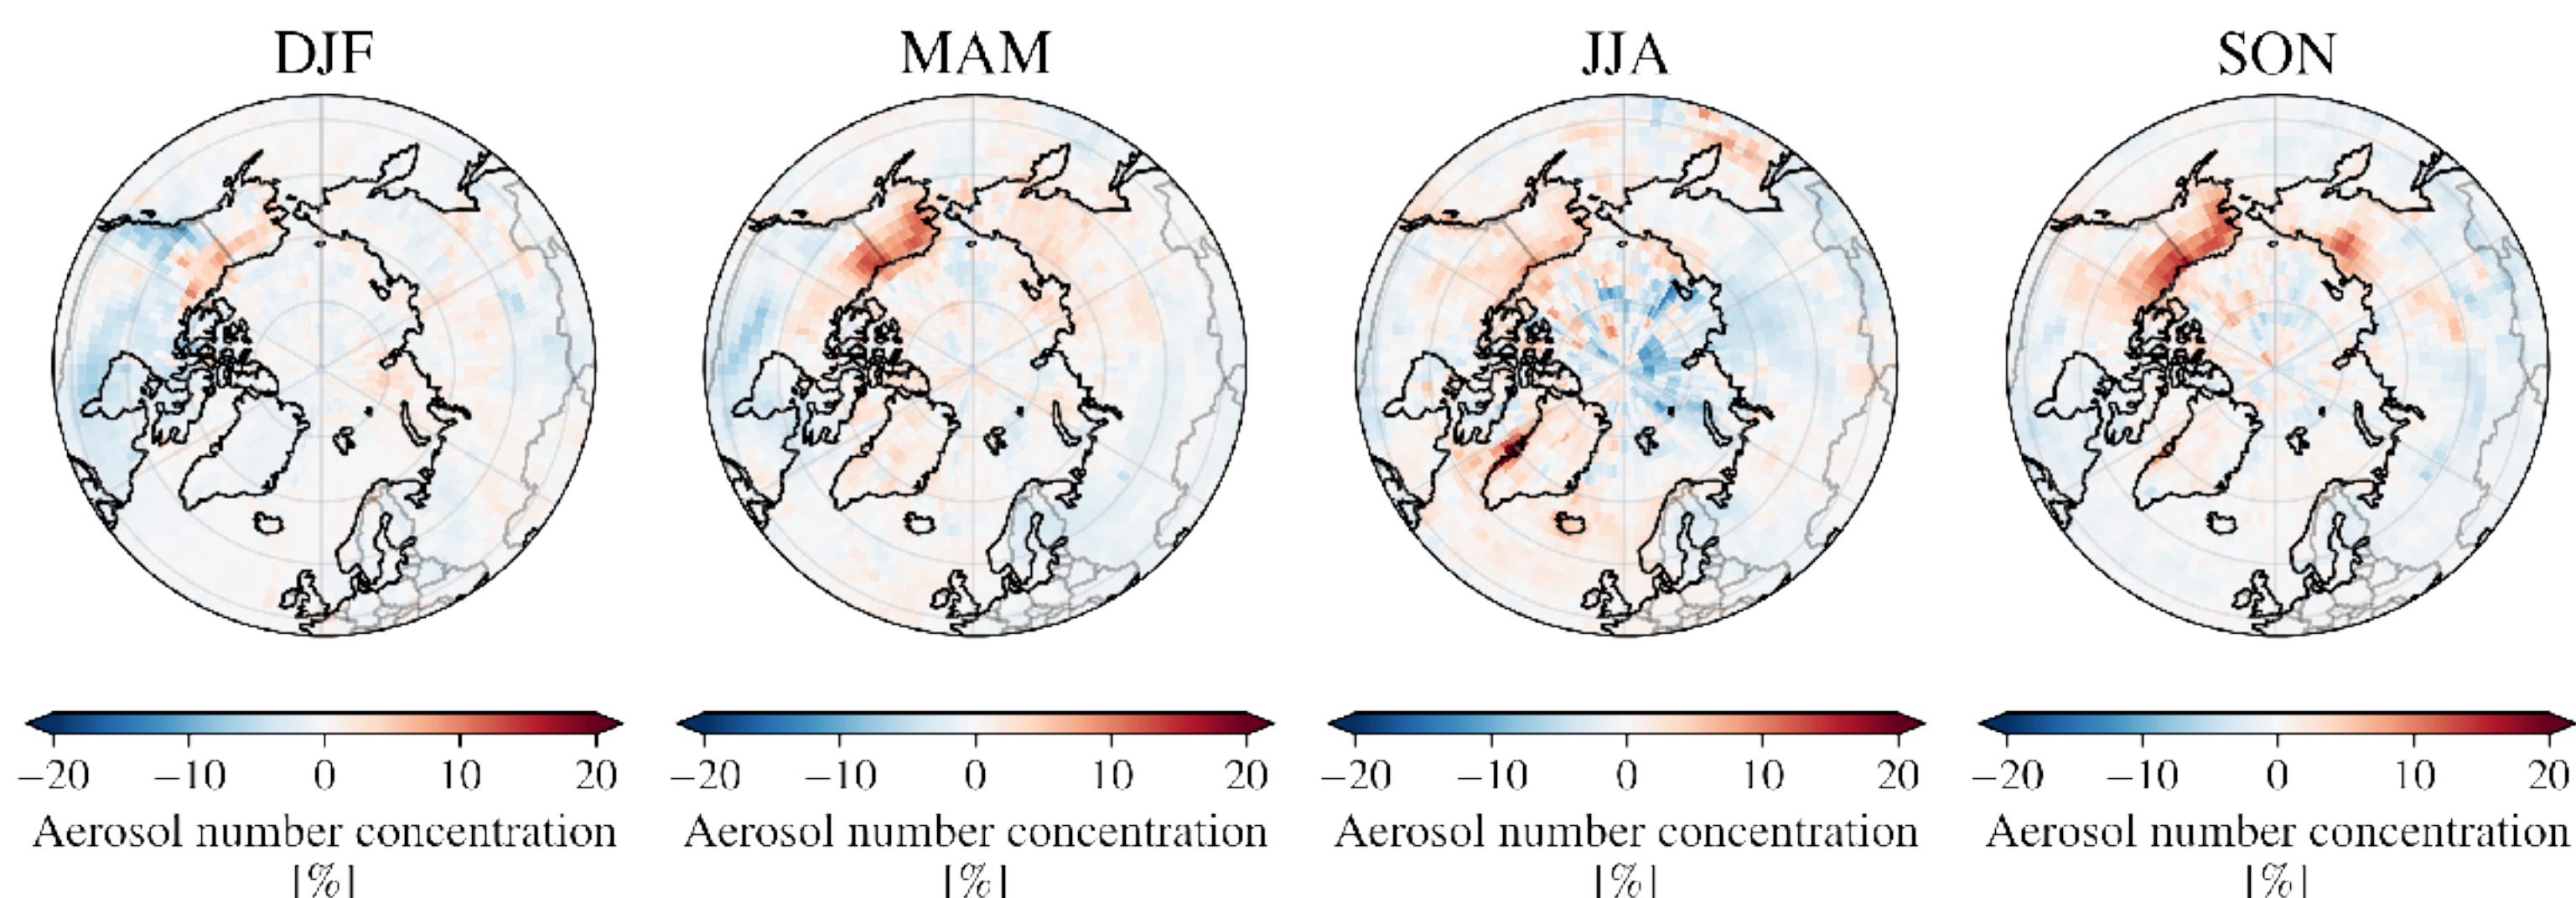 DJF MAM JJA SON
−20 −10 0 10 20 −20 −10 0 10 20 −20 −10 0 10 20 −20 −10 0 10 20
Aerosol number concentration Aerosol number concentration Aerosol number concentration Aerosol number concentration
[%] [%] [%] [%]